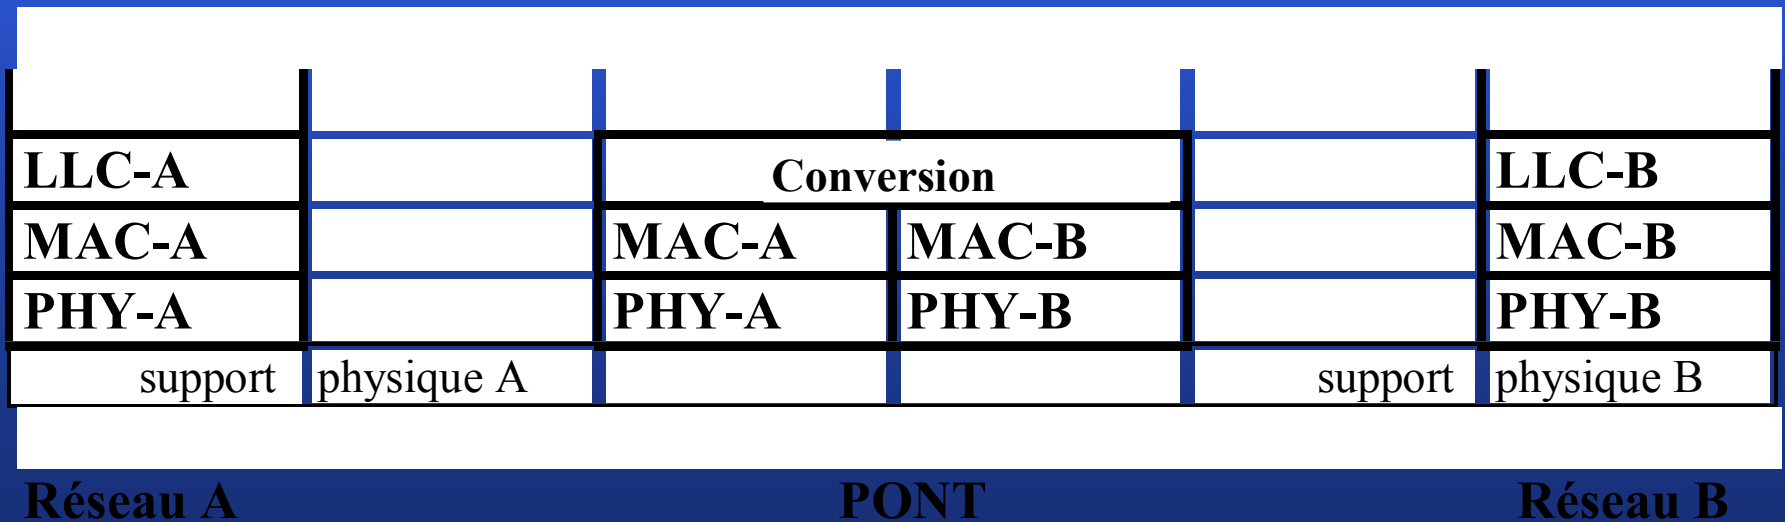 LLC-A Conversion LLC-B
MAC-A MAC-A MAC-B MAC-B
PHY-A PHY-A PHY-B PHY-B
support physique A support physique B
Réseau A PONT Réseau B